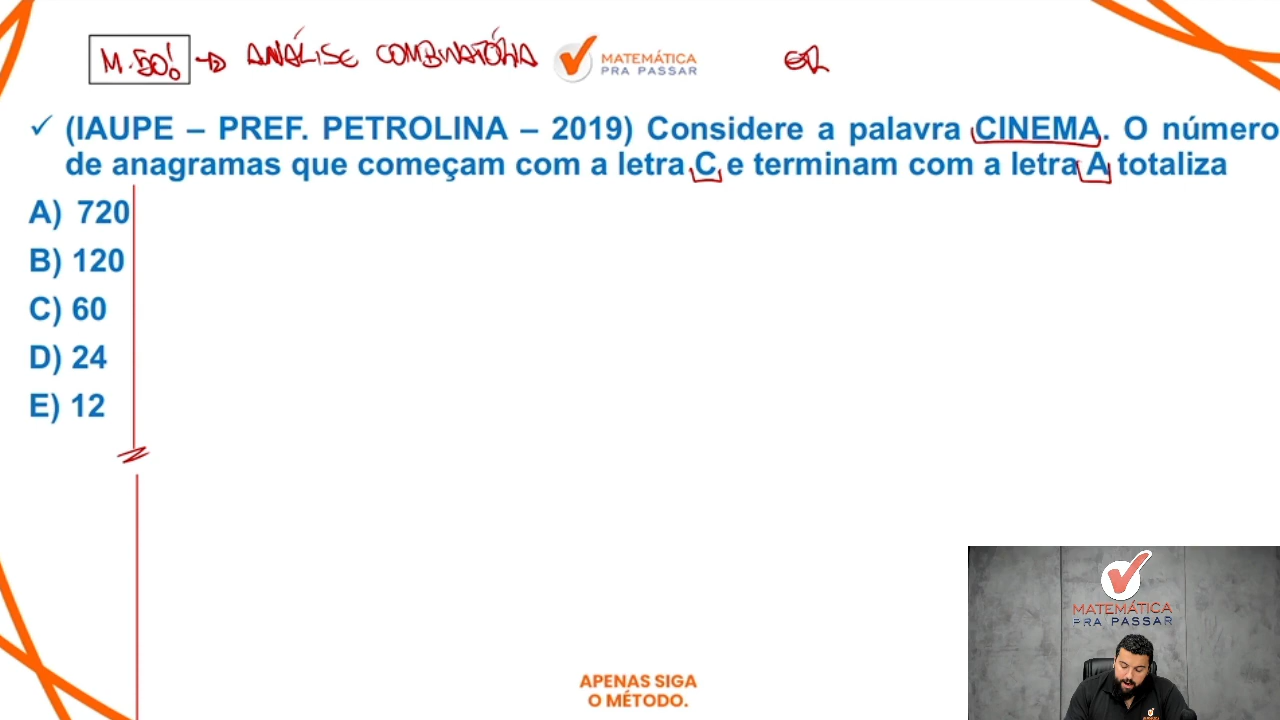 M.50! → ANÁLISE COMBINATÓRIA
MATEMÁTICA
PRA PASSAR
✓ (IAUPE – PREF. PETROLINA – 2019) Considere a palavra CINEMA. O número
de anagramas que começam com a letra C e terminam com a letra A totaliza
A) 720
B) 120
C) 60
D) 24
E) 12
MATEMÁTICA
PRA PASSAR
APENAS SIGA
O MÉTODO.